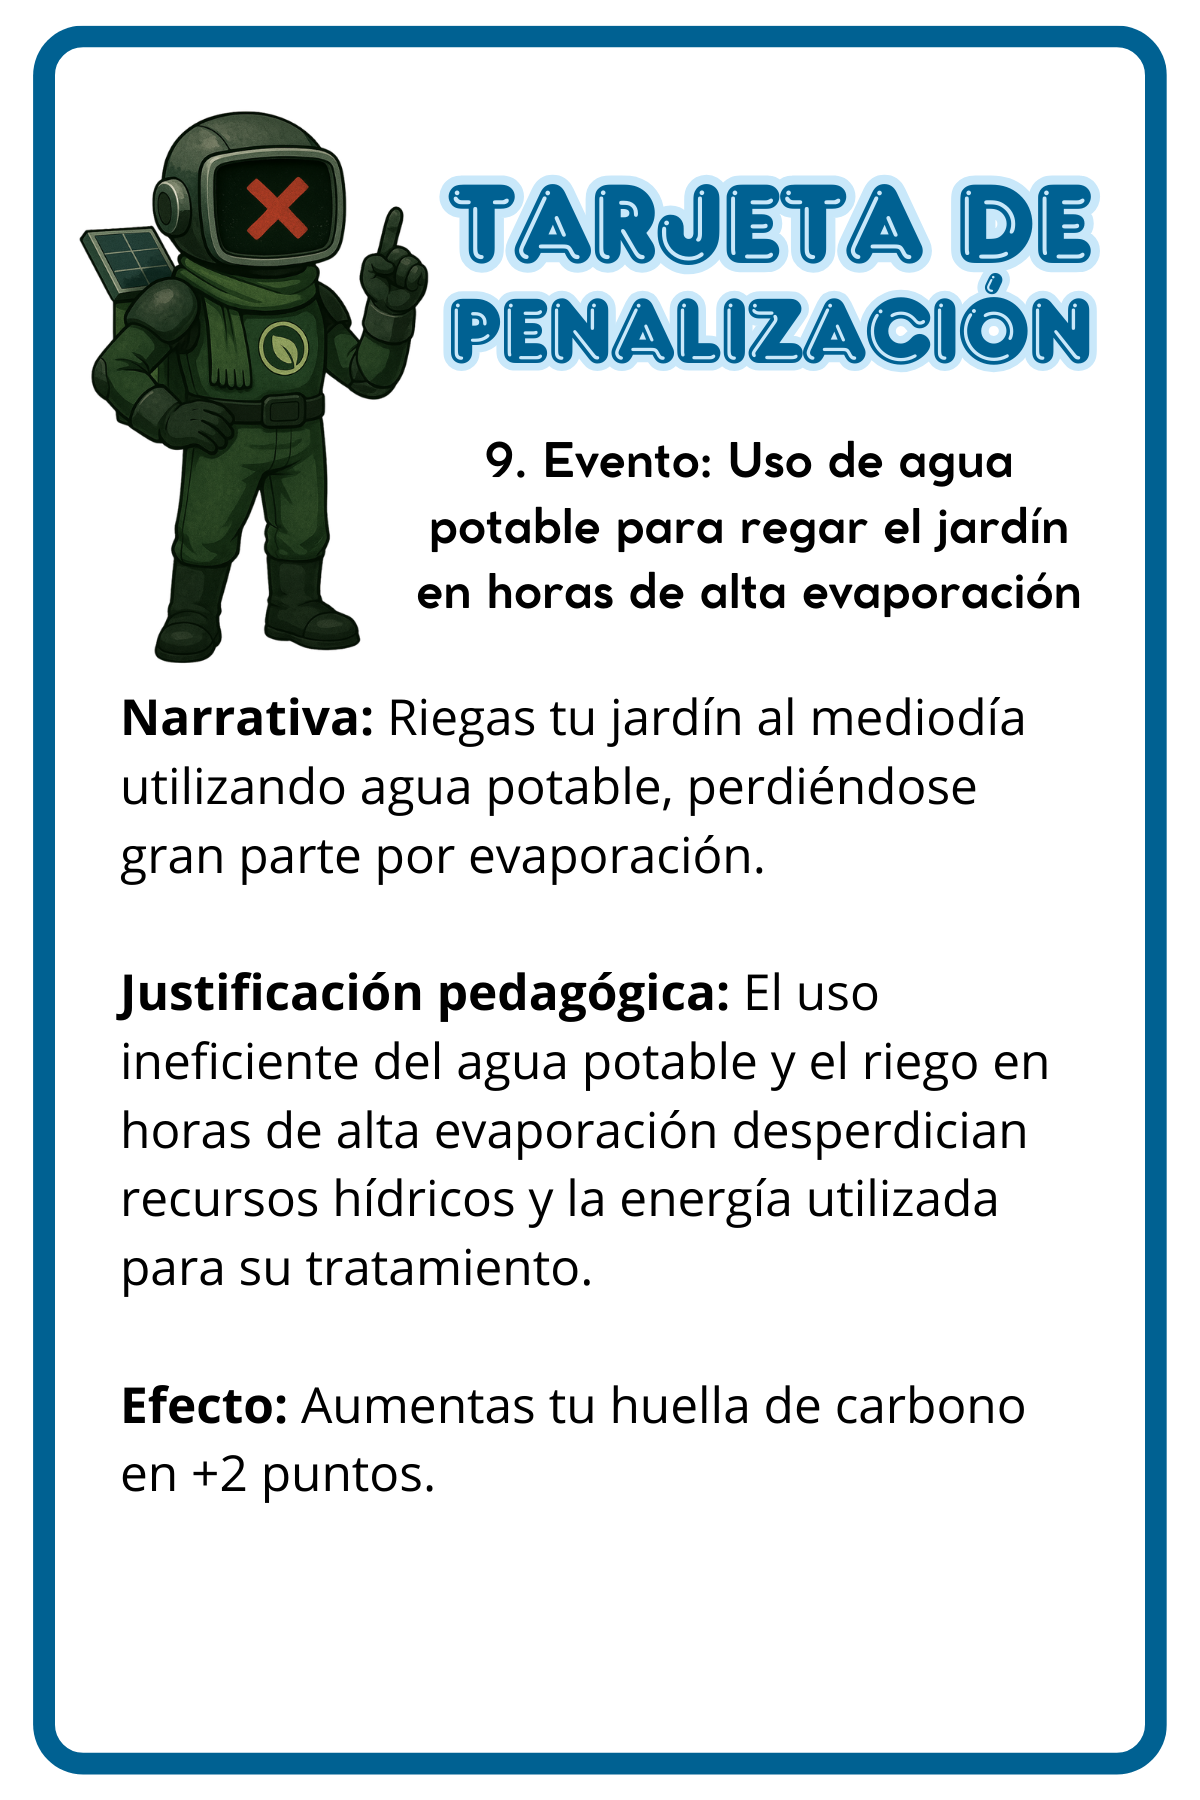 TARJETA DE
PENALIZACIÓN
9. Evento: Uso de agua
potable para regar el jardín
en horas de alta evaporación
Narrativa: Riegas tu jardín al mediodía
utilizando agua potable, perdiéndose
gran parte por evaporación.
Justificación pedagógica: El uso
ineficiente del agua potable y el riego en
horas de alta evaporación desperdician
recursos hídricos y la energía utilizada
para su tratamiento.
Efecto: Aumentas tu huella de carbono
en +2 puntos.